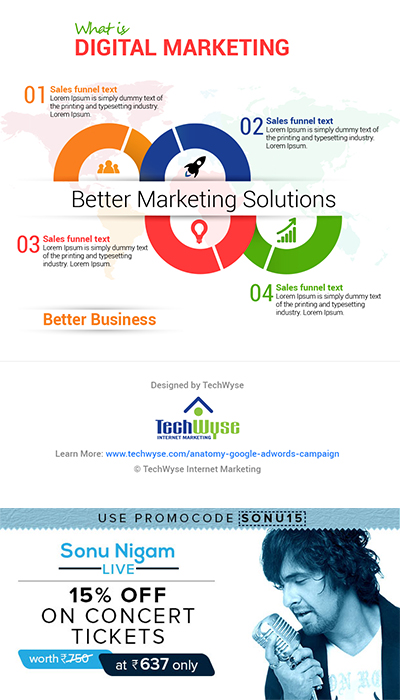 What is
DIGITAL MARKETING
01
Sales funnel text
Lorem Ipsum is simply dummy text of
the printing and typesetting industry.
Lorem Ipsum.
02
Sales funnel text
Lorem Ipsum is simply dummy text of
the printing and typesetting
industry. Lorem Ipsum.
Better Marketing Solutions
03
Sales funnel text
Lorem Ipsum is simply dummy text of
the printing and typesetting
industry. Lorem Ipsum.
04
Sales funnel text
Lorem Ipsum is simply dummy text
of the printing and typesetting
industry. Lorem Ipsum.
Better Business
Designed by TechWyse
TechWyse
INTERNET MARKETING
Learn More: www.techwyse.com/anatomy-google-adwords-campaign
© TechWyse Internet Marketing
USE PROMOCODE SONU15
Sonu Nigam
LIVE
15% OFF
ON CONCERT
TICKETS
worth ₹750
at ₹637 only